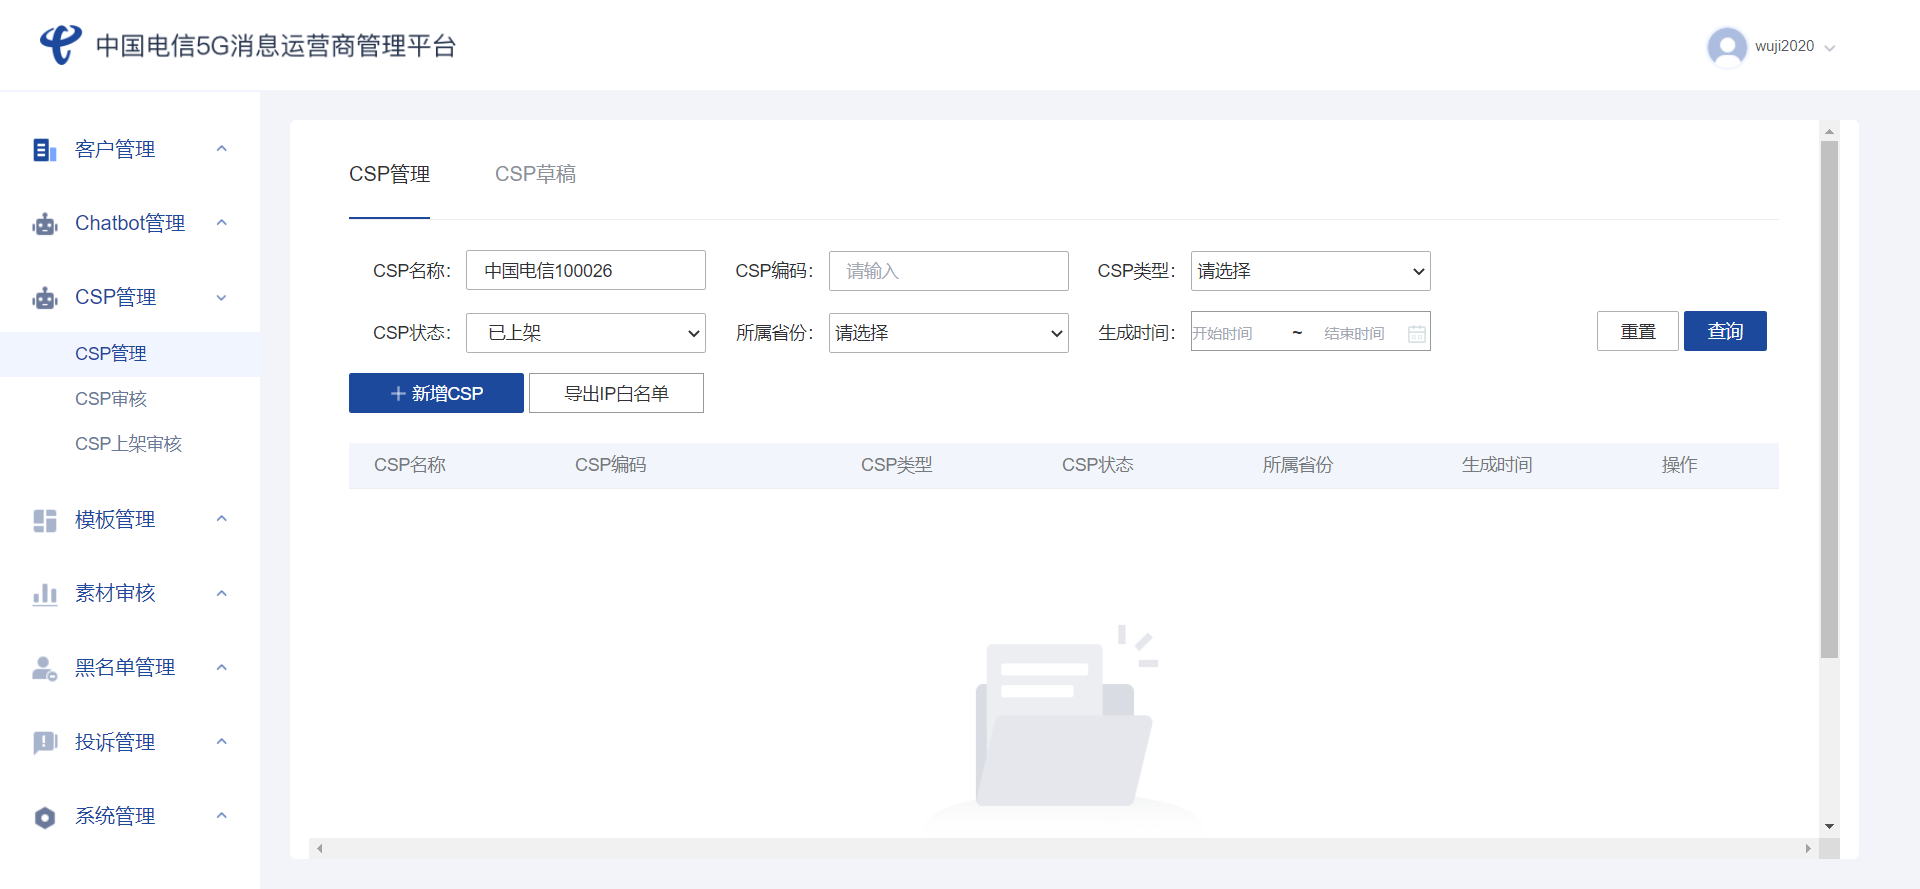 中国电信5G消息运营商管理平台
wuji2020
客户管理
Chatbot管理
CSP管理
CSP管理
CSP审核
CSP上架审核
模板管理
素材审核
黑名单管理
投诉管理
系统管理
CSP管理 CSP草稿
CSP名称： 中国电信100026 CSP编码： 请输入 CSP类型： 请选择
CSP状态： 已上架 所属省份： 请选择 生成时间： 开始时间 ~ 结束时间 重置 查询
新增CSP 导出IP白名单
CSP名称 CSP编码 CSP类型 CSP状态 所属省份 生成时间 操作